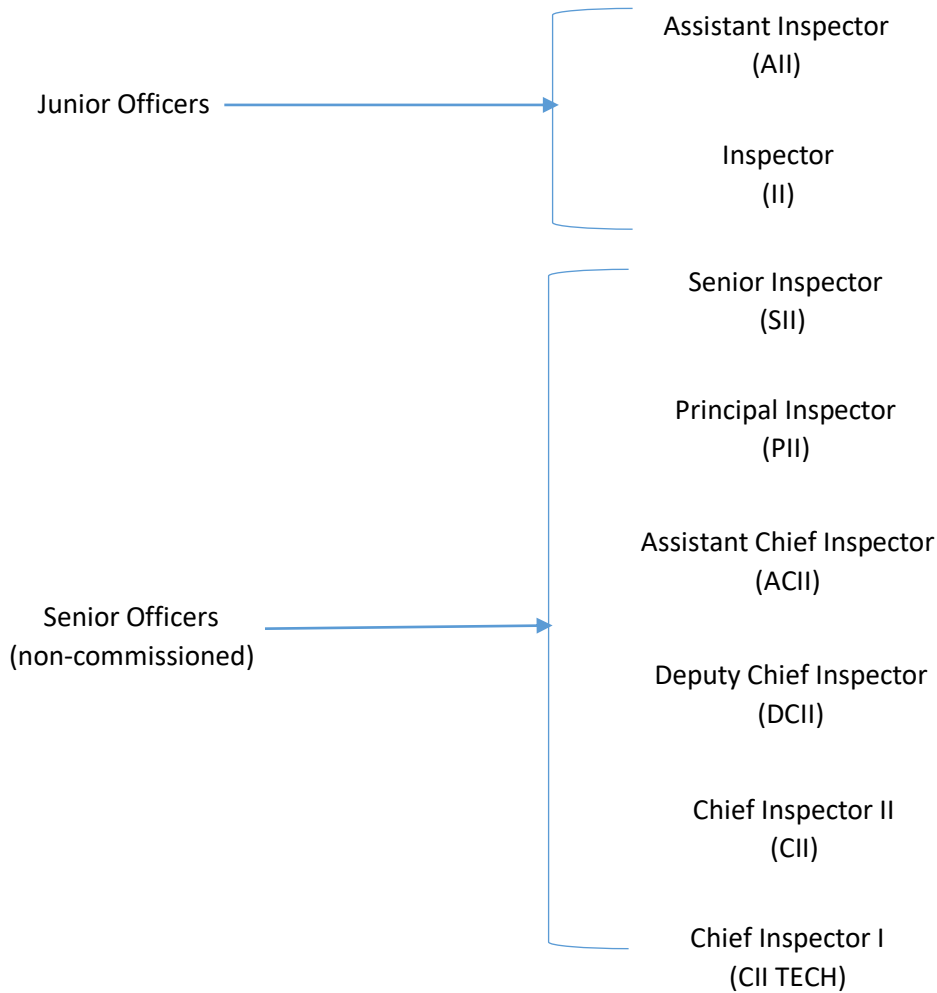 Junior Officers
Assistant Inspector
(AII)
Inspector
(II)
Senior Officers
(non-commissioned)
Senior Inspector
(SII)
Principal Inspector
(PII)
Assistant Chief Inspector
(ACII)
Deputy Chief Inspector
(DCII)
Chief Inspector II
(CII)
Chief Inspector I
(CII TECH)